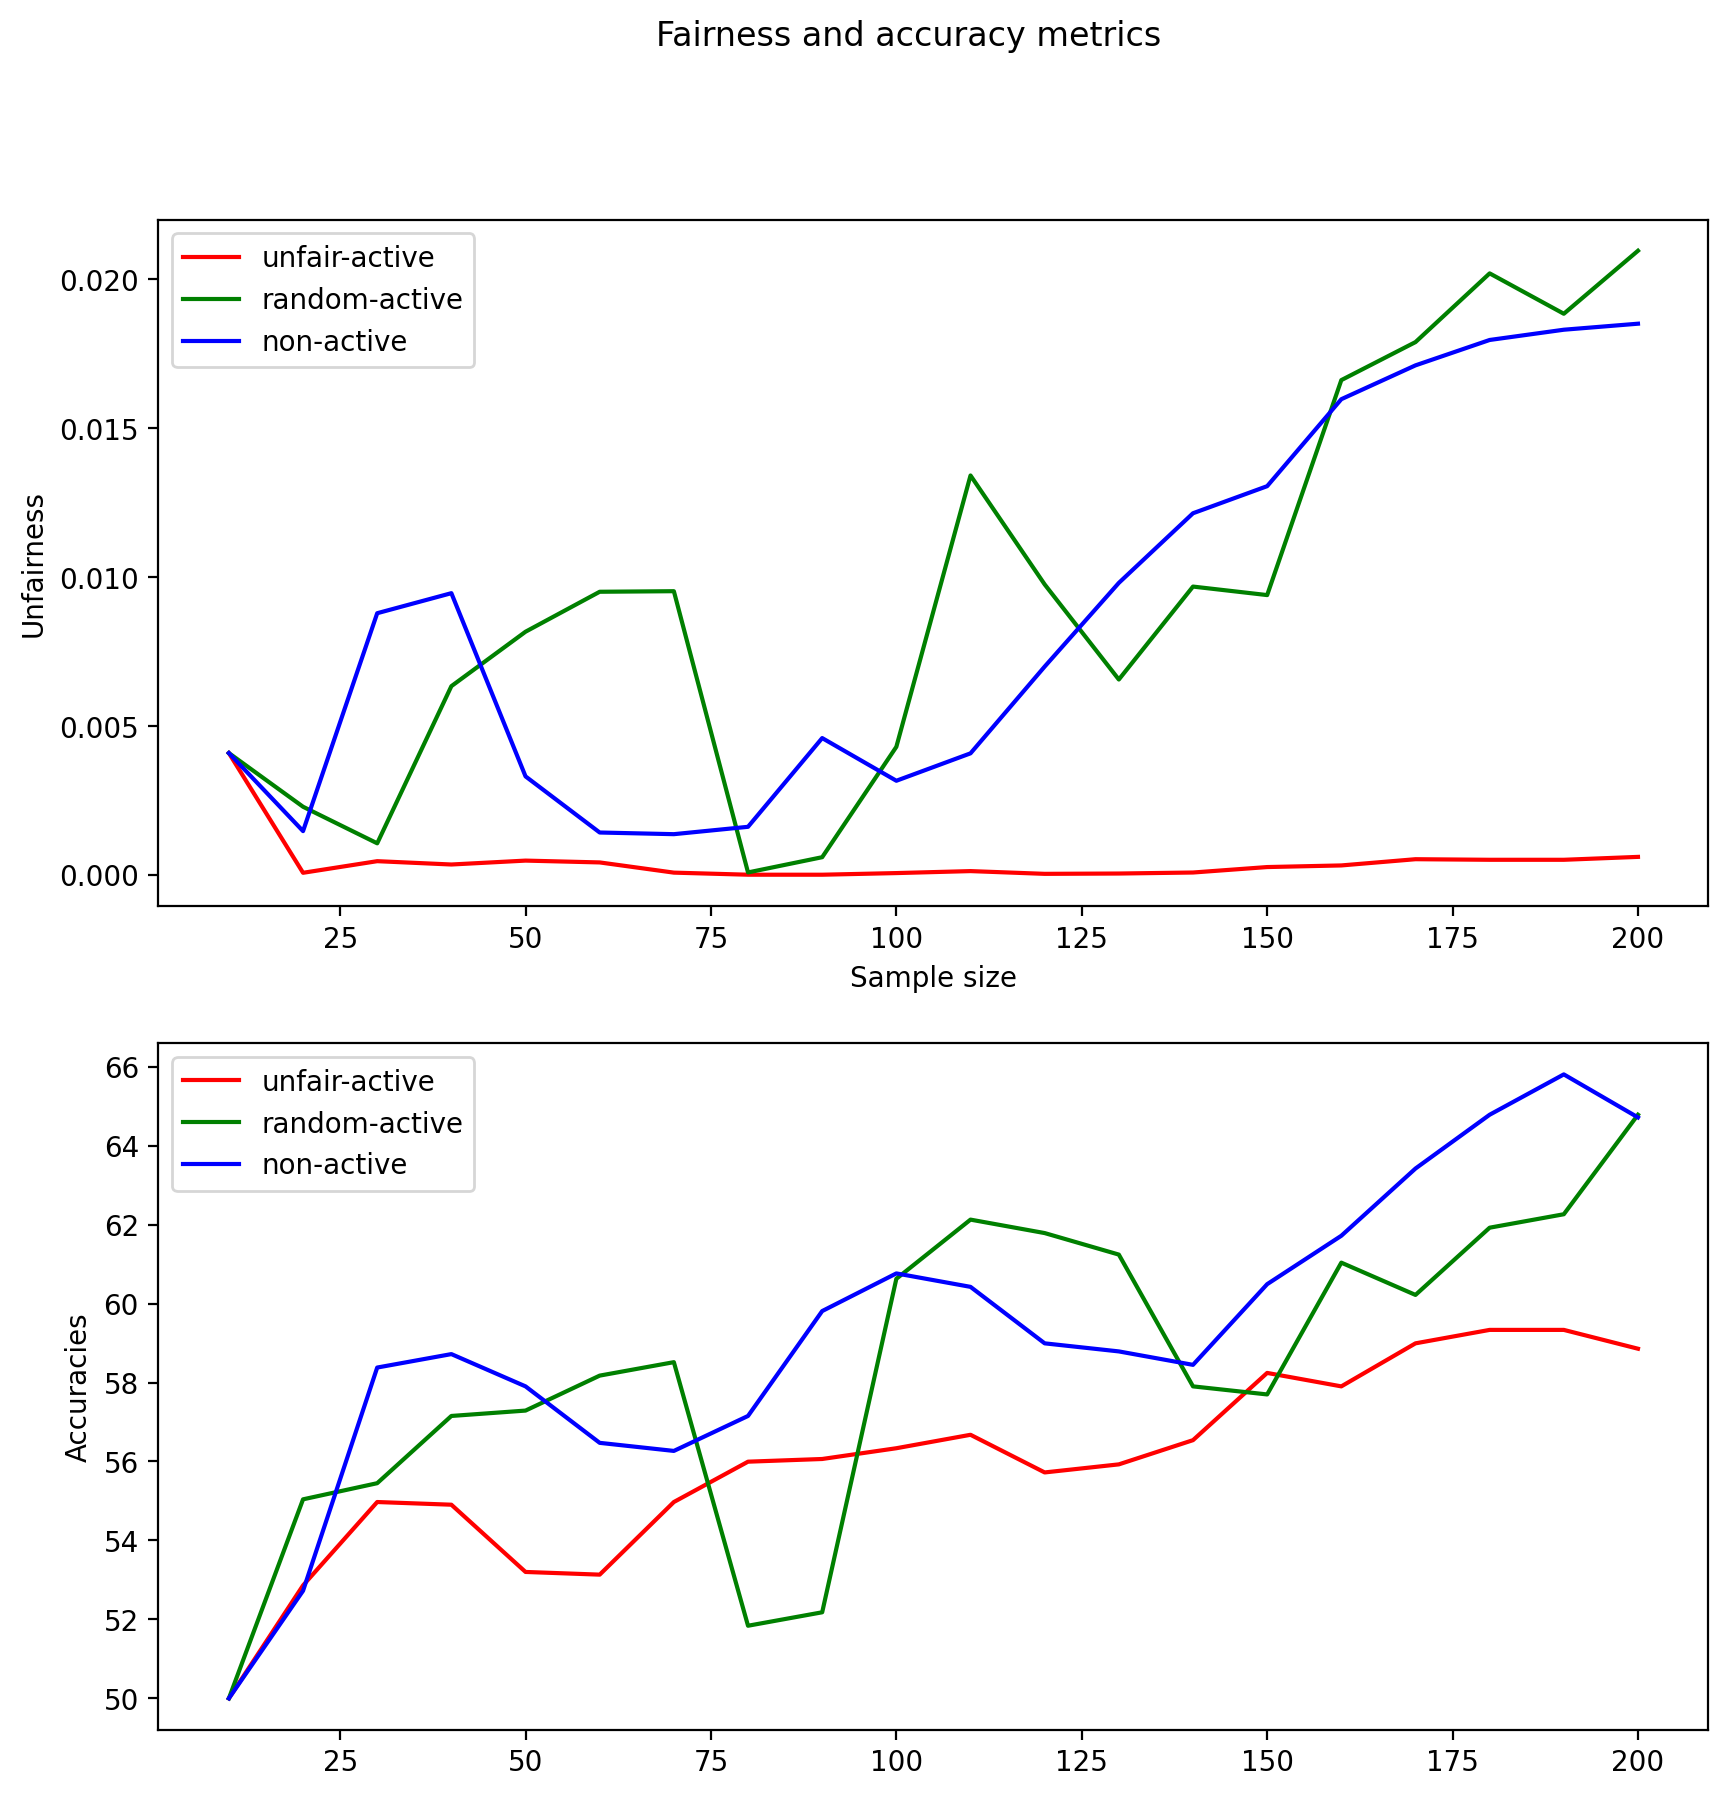 Fairness and accuracy metrics
unfair-active
random-active
non-active
0.020
0.015
0.010
0.005
0.000
Unfairness
25 50 75 100 125 150 175 200
Sample size
unfair-active
random-active
non-active
66
64
62
60
58
56
54
52
50
Accuracies
25 50 75 100 125 150 175 200